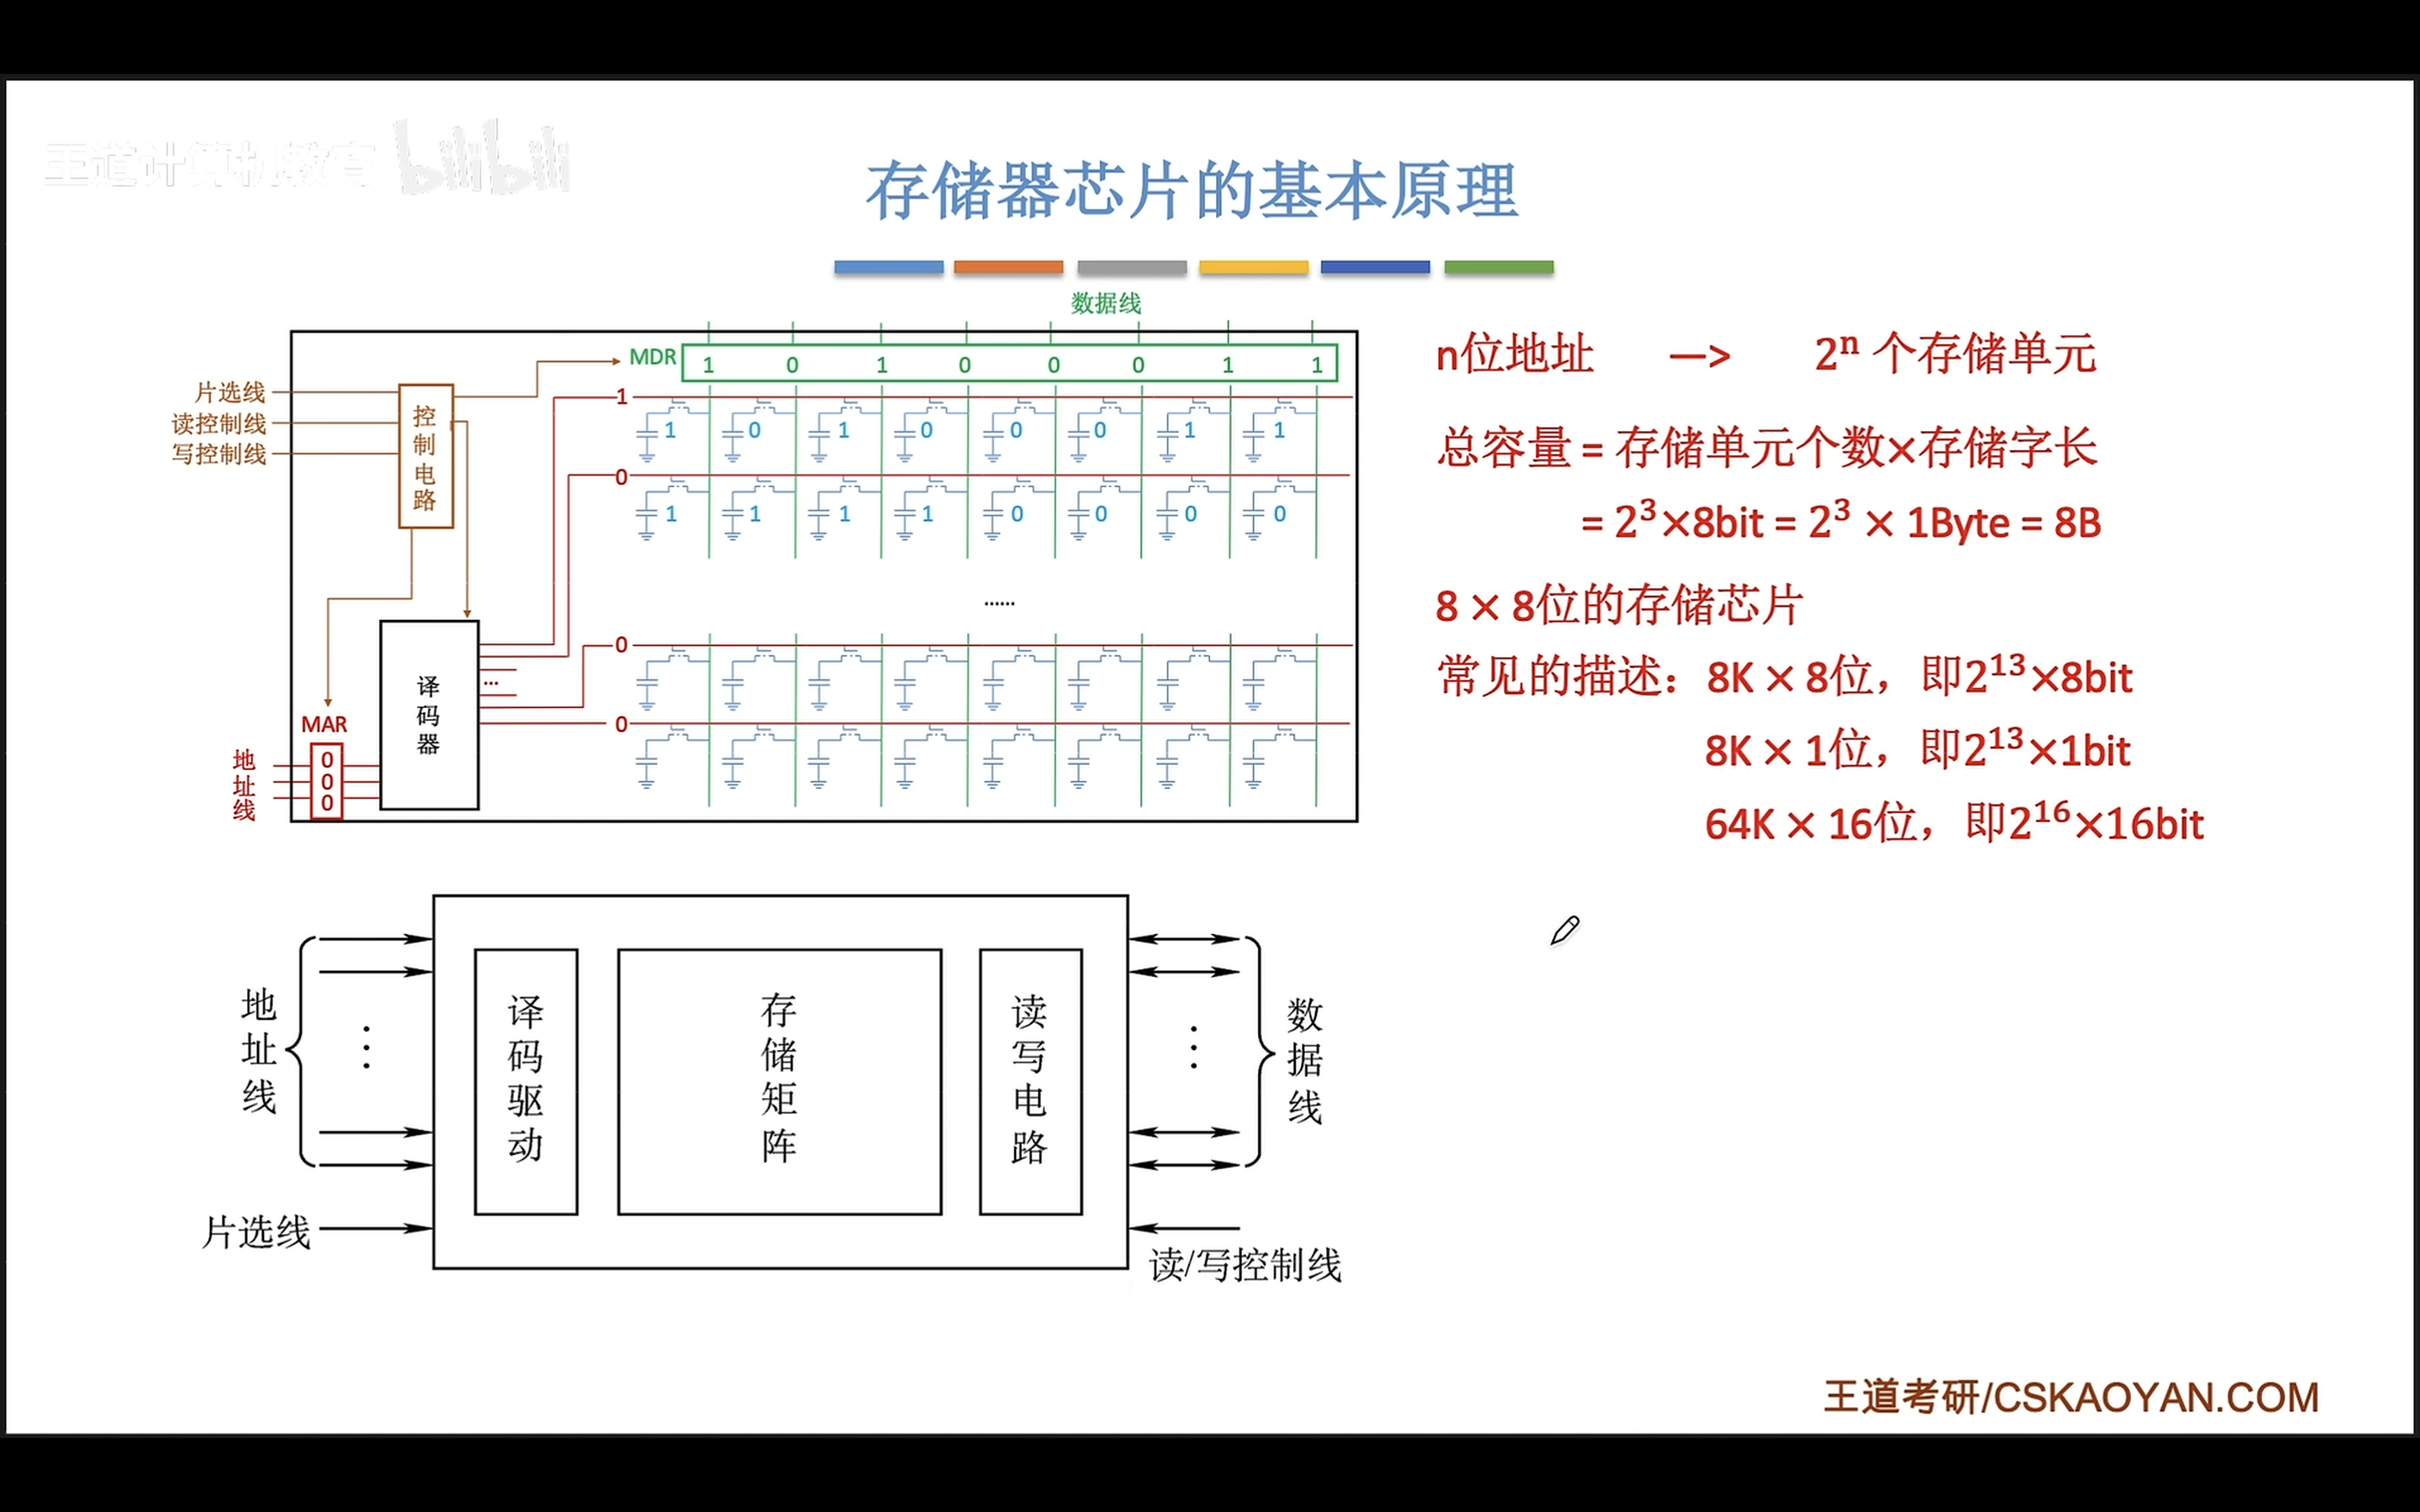 王道计算机教育 bilibili
存储器芯片的基本原理
数据线
MDR 1 0 1 0 0 0 1 1
片选线
读控制线
写控制线
控制电路
1
1 0 1 0 0 0 1 1
0
1 1 1 1 0 0 0 0
......
0
0
译码器
...
MAR
0
0
0
地址线
n位地址 —> 2ⁿ 个存储单元
总容量 = 存储单元个数×存储字长
= 2³×8bit = 2³ × 1Byte = 8B
8 × 8位的存储芯片
常见的描述：8K × 8位，即2¹³×8bit
8K × 1位，即2¹³×1bit
64K × 16位，即2¹⁶×16bit
地址线
译码驱动
存储矩阵
读写电路
数据线
片选线
读/写控制线
王道考研/CSKAOYAN.COM